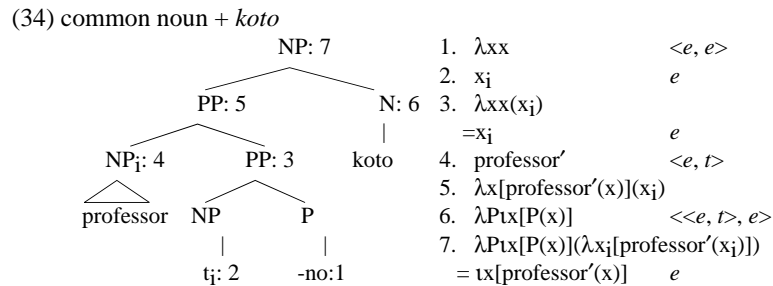 (34) common noun + koto
NP: 7 1. λxx <e, e>
2. xi e
PP: 5 N: 6 3. λxx(xi)
=xi e
NPi: 4 PP: 3 koto 4. professor′ <e, t>
5. λx[professor′(x)](xi)
professor NP P 6. λPιx[P(x)] <<e, t>, e>
7. λPιx[P(x)](λxi[professor′(xi)])
ti: 2 -no:1 = ιx[professor′(x)] e